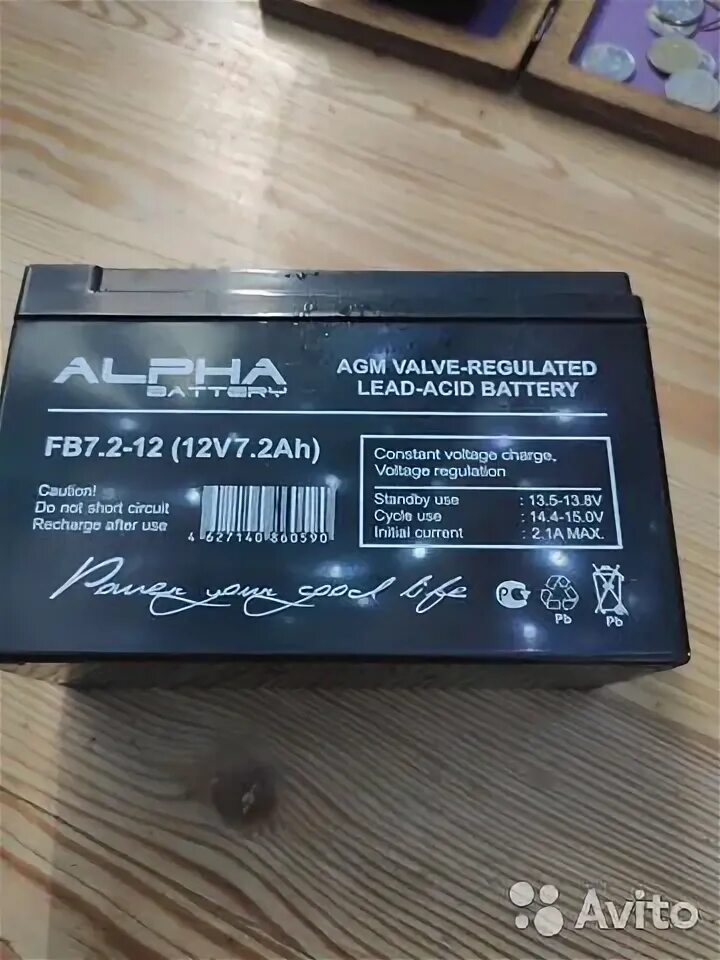 ALPHA
BATTERY
AGM VALVE-REGULATED
LEAD-ACID BATTERY
FB7.2-12 (12V7.2Ah)
Caution!
Do not short circuit
Recharge after use
4 627140 860590
Constant voltage charge,
Voltage regulation
Standby use : 13.5-13.8V
Cycle use : 14.4-15.0V
Initial current : 2.1A MAX.
Power your good life
Pb
Pb
Avito